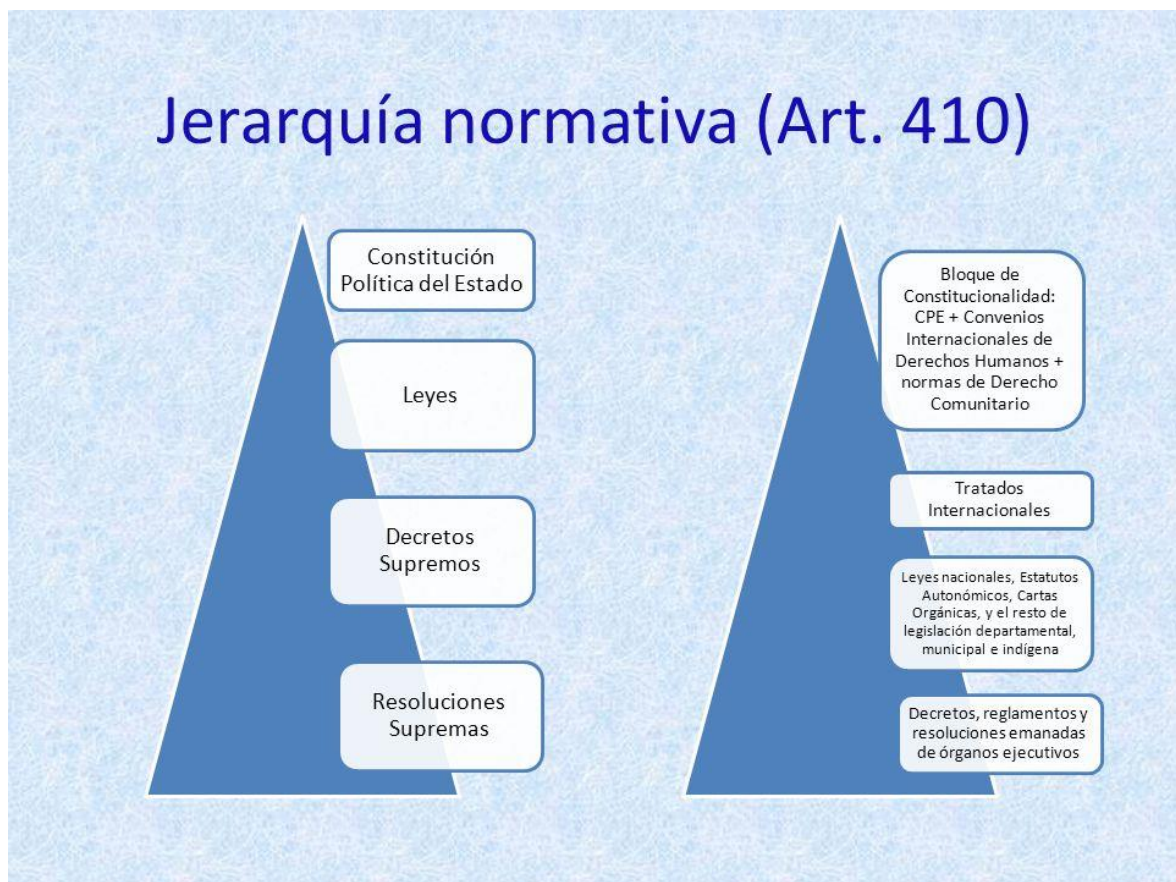 Jerarquía normativa (Art. 410)
Constitución
Política del Estado
Leyes
Decretos
Supremos
Resoluciones
Supremas
Bloque de
Constitucionalidad:
CPE + Convenios
Internacionales de
Derechos Humanos +
normas de Derecho
Comunitario
Tratados
Internacionales
Leyes nacionales, Estatutos
Autonómicos, Cartas
Orgánicas, y el resto de
legislación departamental,
municipal e indígena
Decretos, reglamentos y
resoluciones emanadas
de órganos ejecutivos